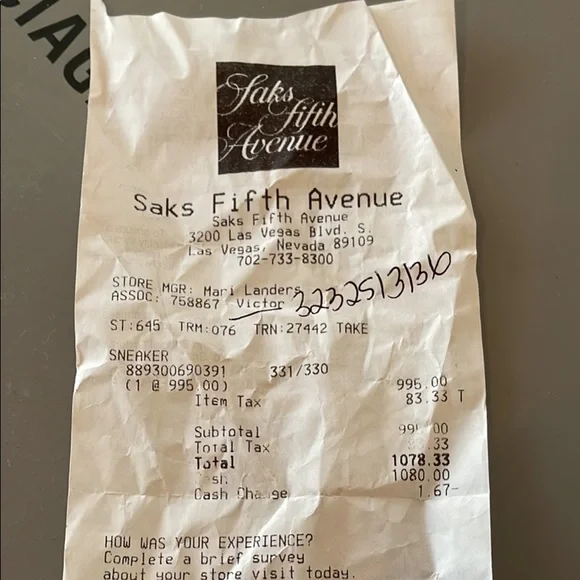 CIAG
Saks
fifth
Avenue
Saks Fifth Avenue
Saks Fifth Avenue
3200 Las Vegas Blvd. S.
Las Vegas, Nevada 89109
702-733-8300
STORE MGR: Mari Landers
ASSOC: 758867 Victor 3232513136
ST:645 TRM:076 TRN:27442 TAKE
SNEAKER
889300690391 331/330
(1 @ 995.00) 995.00
Item Tax 83.33 T
Subtotal
Total Tax
Total 1078.33
1080.00
Cash Change 1.67-
HOW WAS YOUR EXPERIENCE?
Complete a brief survey
about your store visit today.